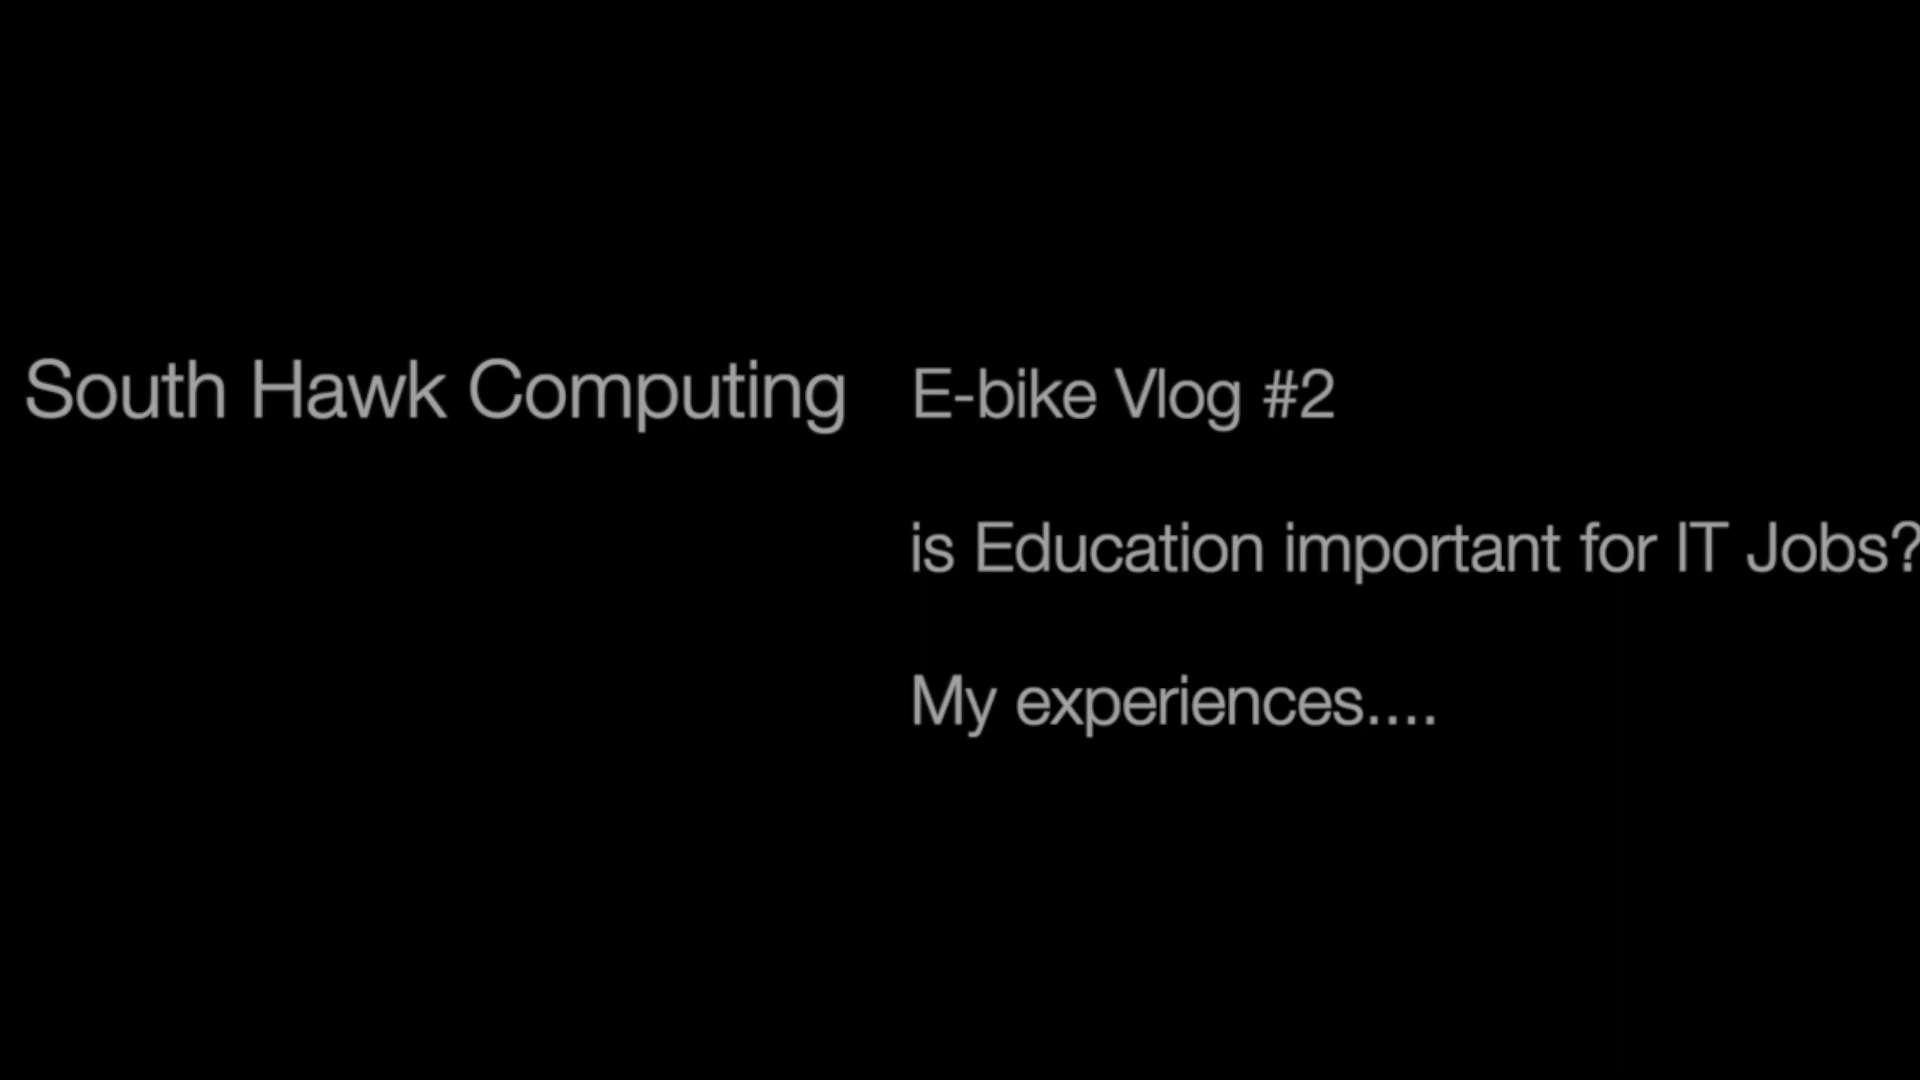 South Hawk Computing
E-bike Vlog #2
is Education important for IT Jobs?
My experiences....